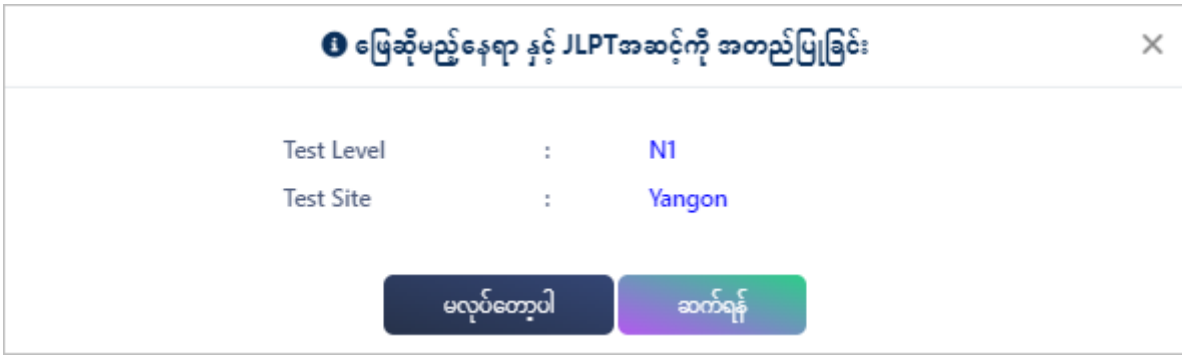 ဖြေဆိုမည့်နေရာ နှင့် JLPTအဆင့်ကို အတည်ပြုခြင်း
Test Level : N1
Test Site : Yangon
မလုပ်တော့ပါ ဆက်ရန်